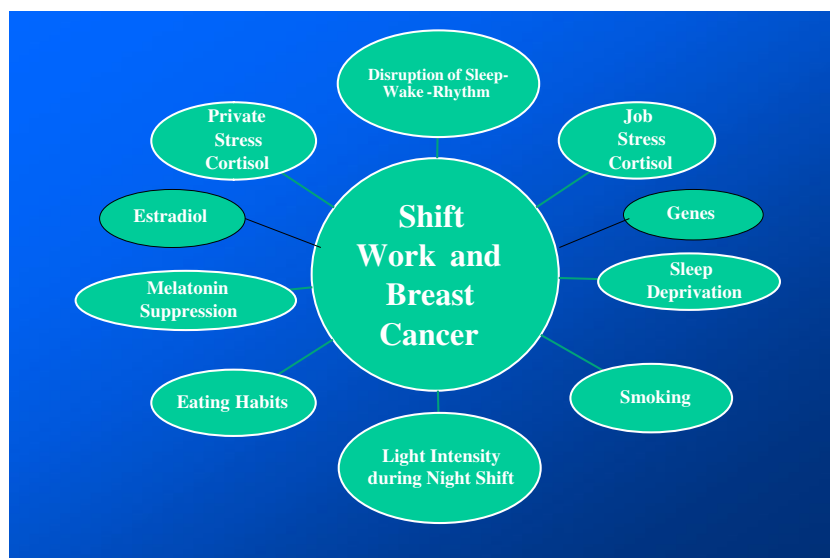 Disruption of Sleep-
Wake -Rhythm
Private
Stress
Cortisol
Job
Stress
Cortisol
Estradiol
Genes
Shift
Work and
Breast
Cancer
Melatonin
Suppression
Sleep
Deprivation
Eating Habits
Smoking
Light Intensity
during Night Shift